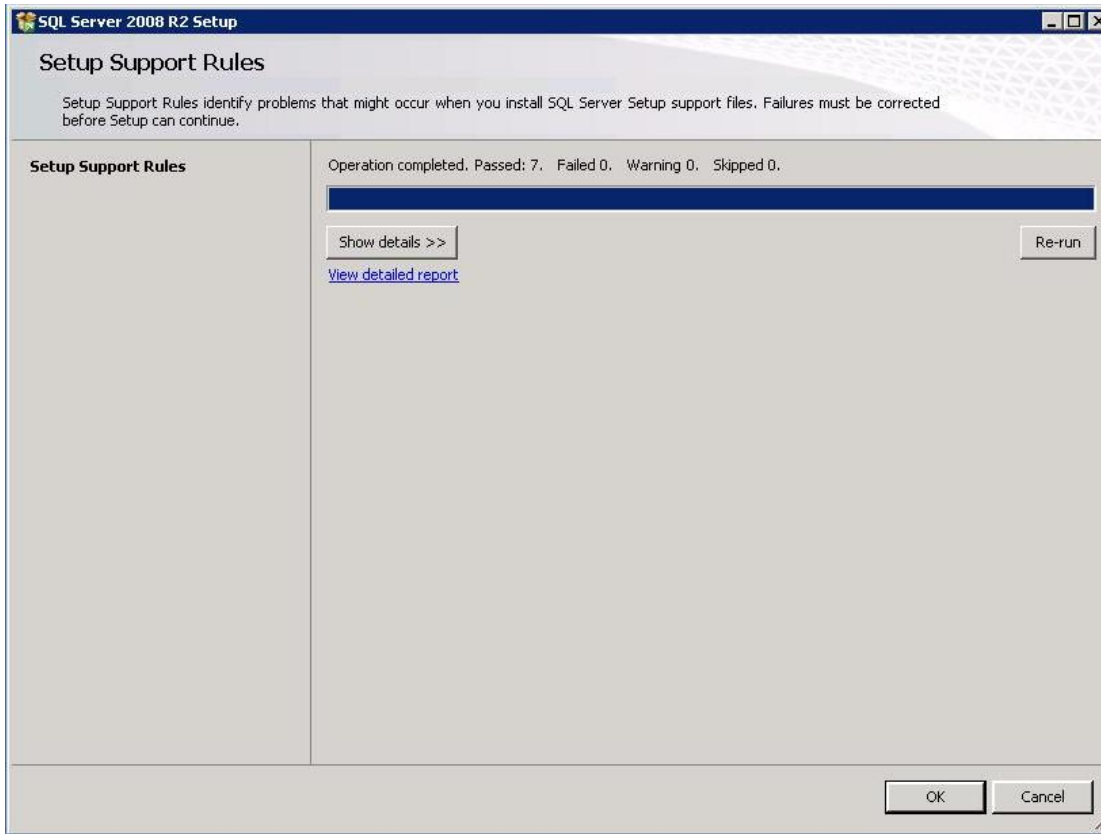 SQL Server 2008 R2 Setup
Setup Support Rules
Setup Support Rules identify problems that might occur when you install SQL Server Setup support files. Failures must be corrected
before Setup can continue.
Setup Support Rules
Operation completed. Passed: 7. Failed 0. Warning 0. Skipped 0.
Show details >>
Re-run
View detailed report
OK
Cancel